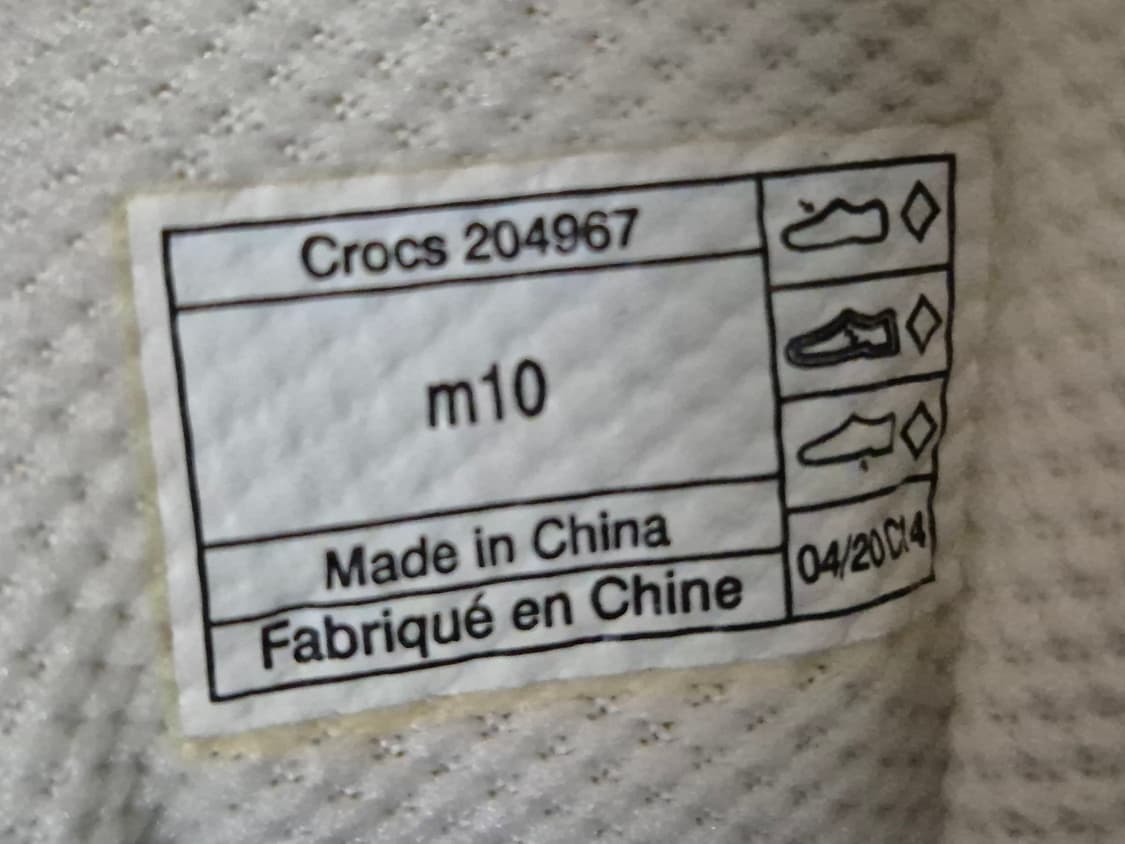 Crocs 204967
m10
Made in China
Fabriqué en Chine
04/20